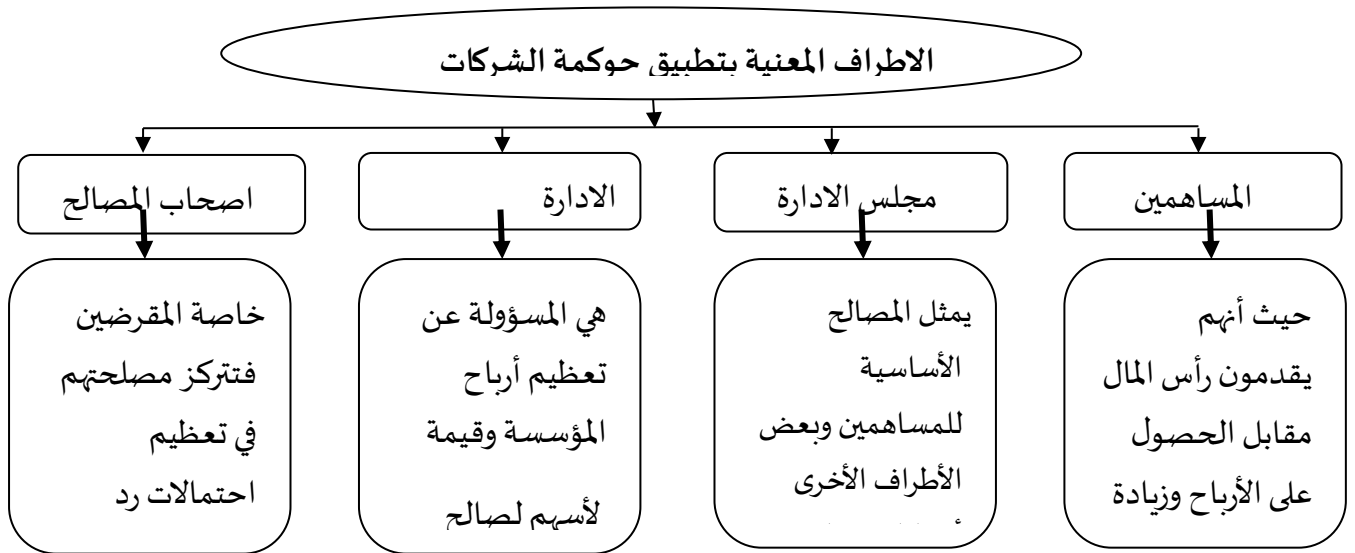 الاطراف المعنية بتطبيق حوكمة الشركات
المساهمين
مجلس الادارة
الادارة
اصحاب المصالح
حيث أنهم
يقدمون رأس المال
مقابل الحصول
على الأرباح وزيادة
يمثل المصالح
الأساسية
للمساهمين وبعض
الأطراف الأخرى
هي المسؤولة عن
تعظيم أرباح
المؤسسة وقيمة
لأسهم لصالح
خاصة المقرضين
فتتركز مصلحتهم
في تعظيم
احتمالات رد